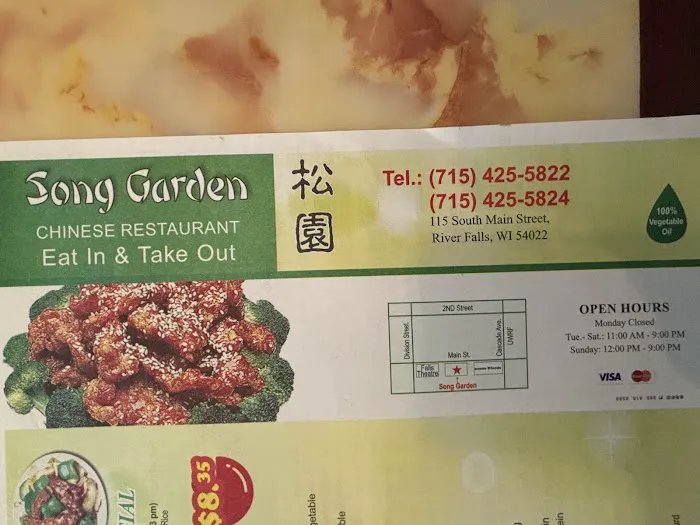 Song Garden
CHINESE RESTAURANT
Eat In & Take Out
松
園
Tel.: (715) 425-5822
(715) 425-5824
115 South Main Street,
River Falls, WI 54022
100%
Vegetable
Oil
2ND Street
Division Street
Cascade Ave.
UWRF
Main St.
Falls
Theatre
Song Garden
OPEN HOURS
Monday Closed
Tue.- Sat.: 11:00 AM - 9:00 PM
Sunday: 12:00 PM - 9:00 PM
VISA
$8.35